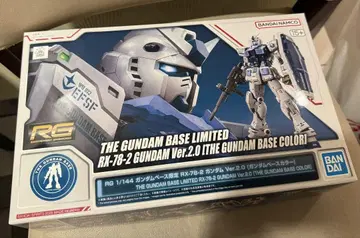 BANDAI NAMCO
15+
EFSF
RG
THE GUNDAM BASE LIMITED
RX-78-2 GUNDAM Ver.2.0 [THE GUNDAM BASE COLOR]
RG 1/144 ガンダムベース限定 RX-78-2 ガンダム Ver.2.0 [ガンダムベースカラー]
THE GUNDAM BASE LIMITED RX-78-2 GUNDAM Ver.2.0 [THE GUNDAM BASE COLOR]
BAN
DAI